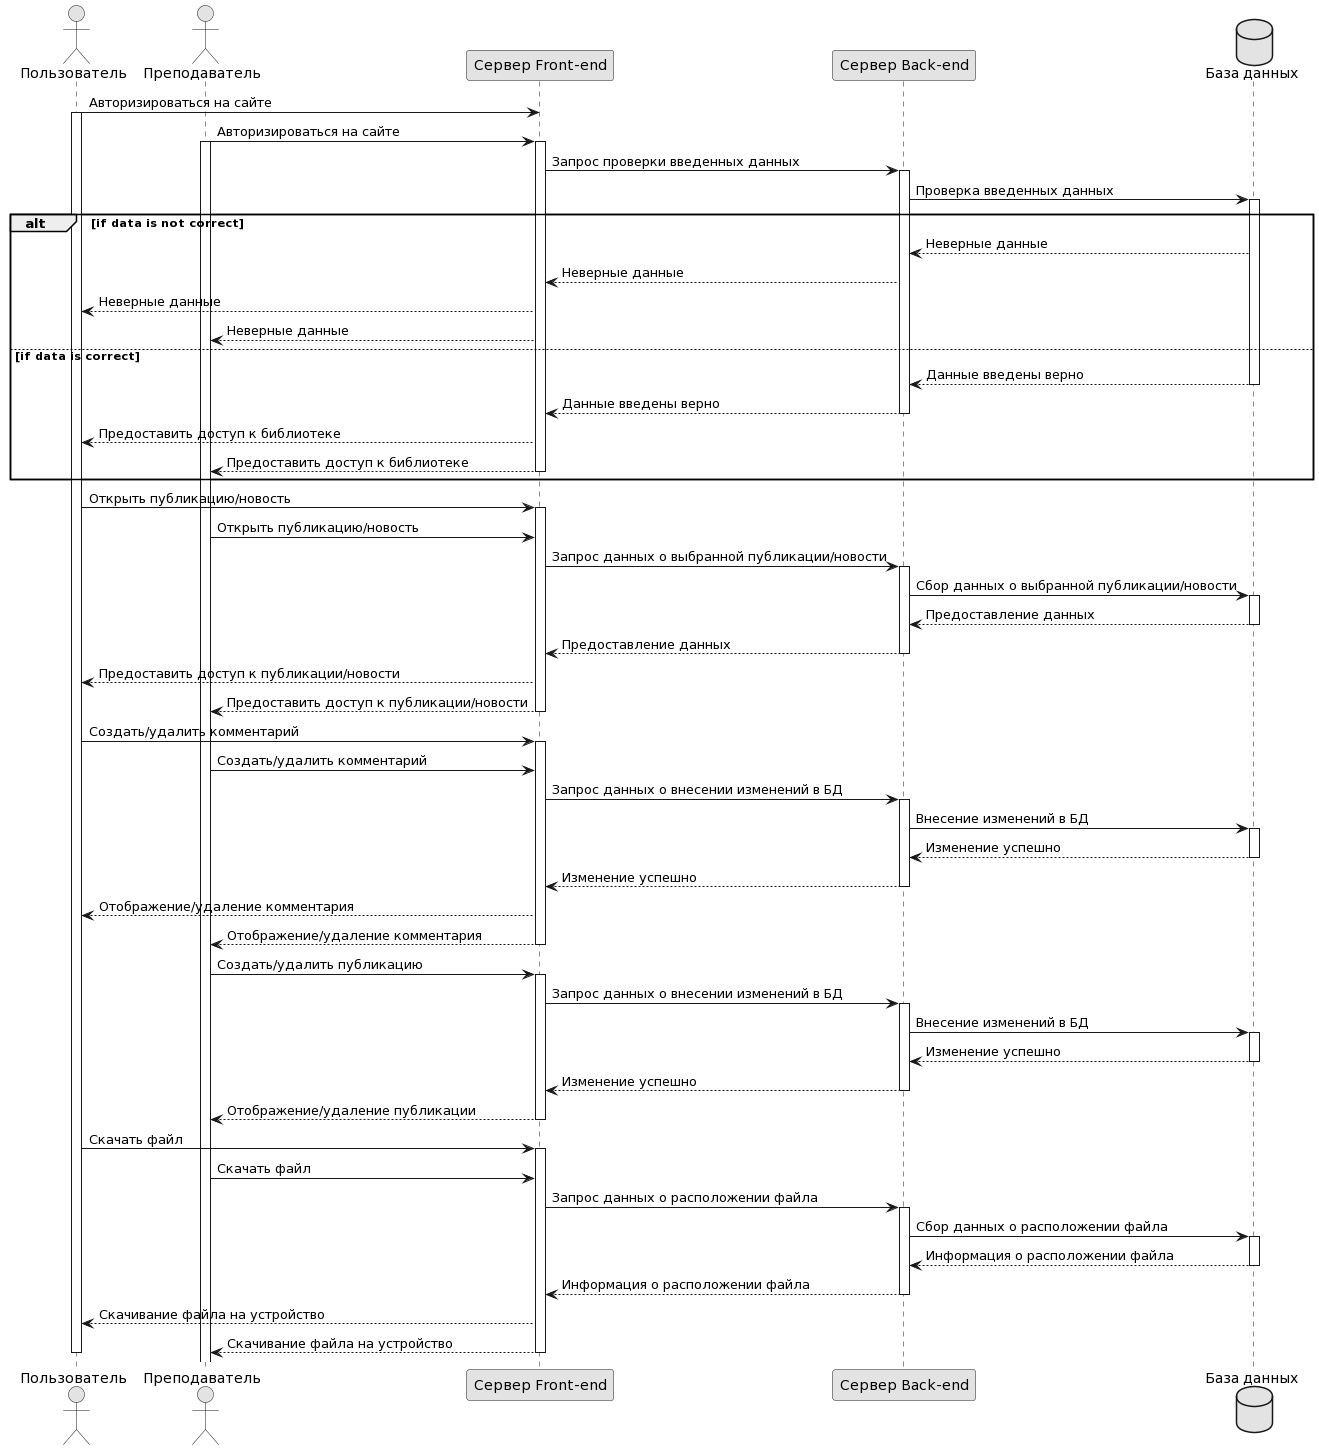 Пользователь
Преподаватель
Сервер Front-end
Сервер Back-end
База данных
Авторизироваться на сайте
Авторизироваться на сайте
Запрос проверки введенных данных
Проверка введенных данных
alt
[if data is not correct]
Неверные данные
Неверные данные
Неверные данные
Неверные данные
[if data is correct]
Данные введены верно
Данные введены верно
Предоставить доступ к библиотеке
Предоставить доступ к библиотеке
Открыть публикацию/новость
Открыть публикацию/новость
Запрос данных о выбранной публикации/новости
Сбор данных о выбранной публикации/новости
Предоставление данных
Предоставление данных
Предоставить доступ к публикации/новости
Предоставить доступ к публикации/новости
Создать/удалить комментарий
Создать/удалить комментарий
Запрос данных о внесении изменений в БД
Внесение изменений в БД
Изменение успешно
Изменение успешно
Отображение/удаление комментария
Отображение/удаление комментария
Создать/удалить публикацию
Запрос данных о внесении изменений в БД
Внесение изменений в БД
Изменение успешно
Изменение успешно
Отображение/удаление публикации
Скачать файл
Скачать файл
Запрос данных о расположении файла
Сбор данных о расположении файла
Информация о расположении файла
Информация о расположении файла
Скачивание файла на устройство
Скачивание файла на устройство
Пользователь
Преподаватель
Сервер Front-end
Сервер Back-end
База данных